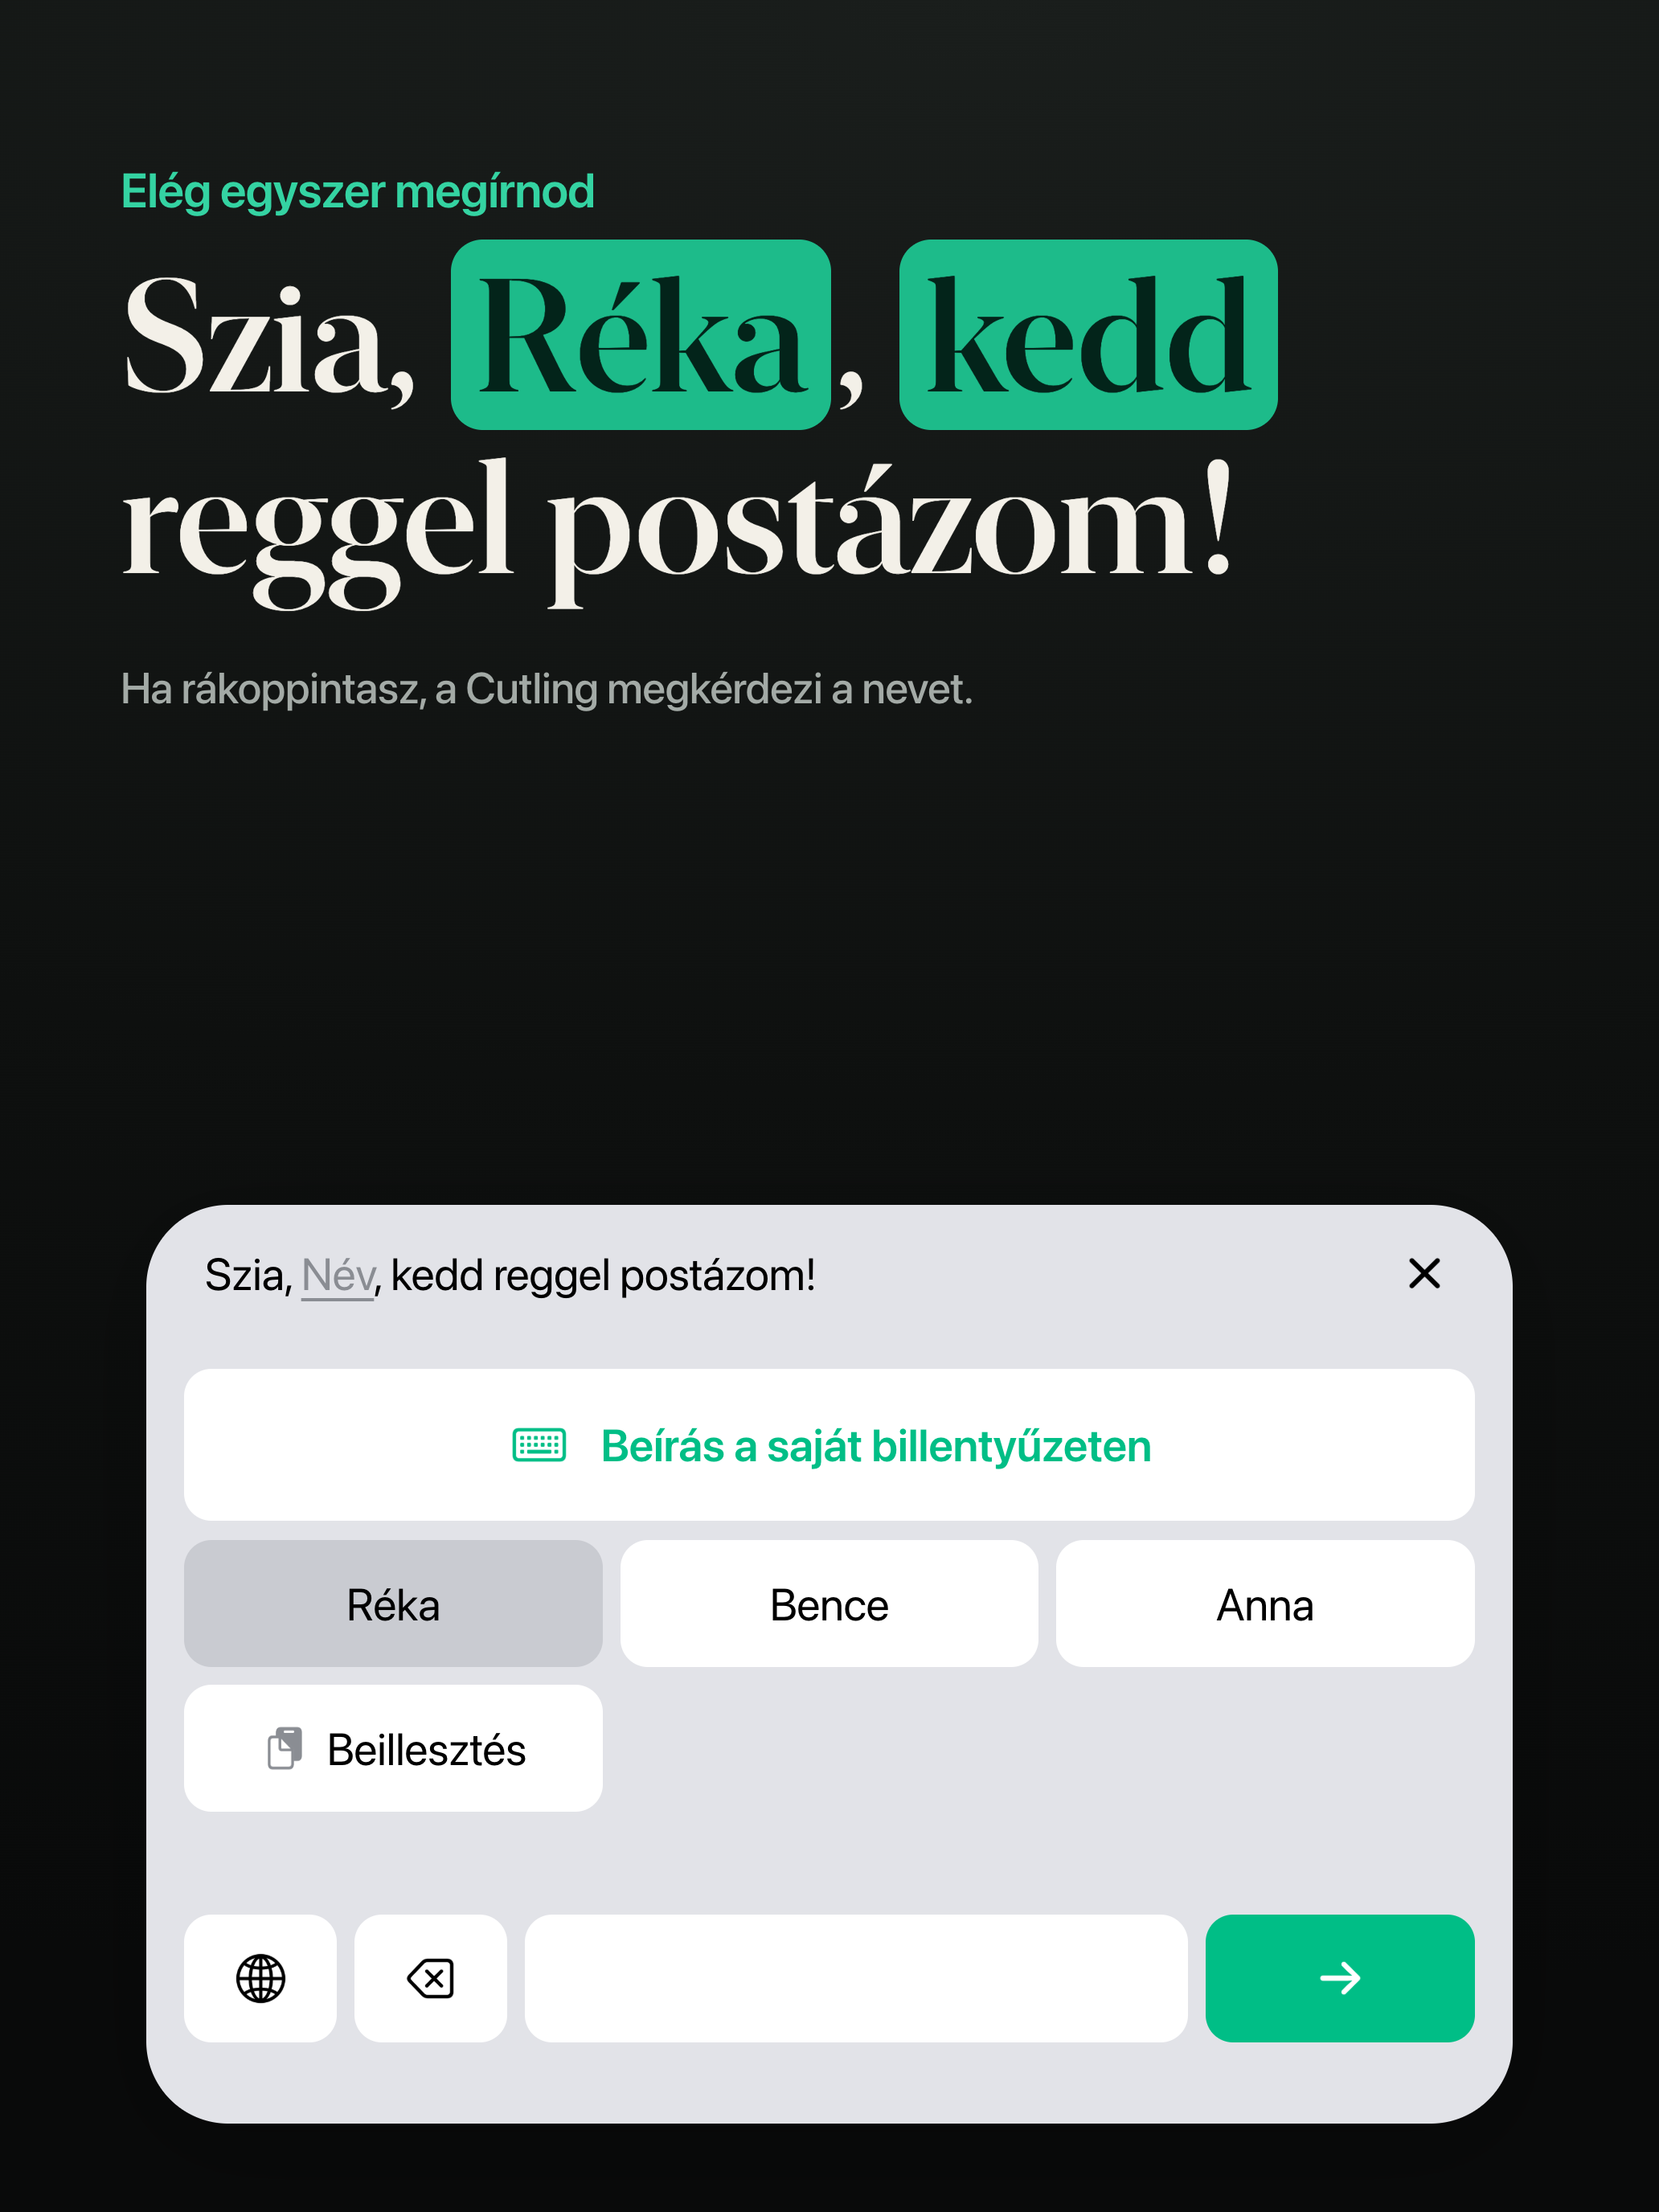 Elég egyszer megírnod
Szia, Réka, kedd
reggel postázom!
Ha rákoppintasz, a Cutling megkérdezi a nevet.
Szia, Név, kedd reggel postázom!
Beírás a saját billentyűzeten
Réka
Bence
Anna
Beillesztés